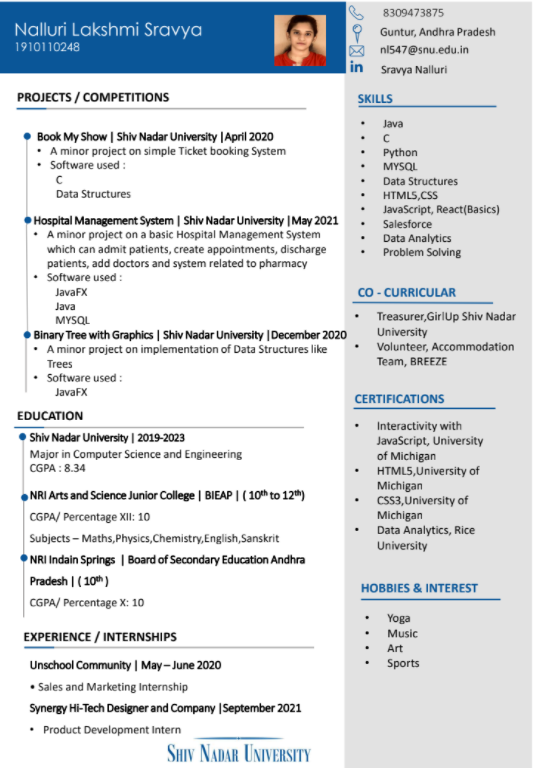 Nalluri Lakshmi Sravya
1910110248
8309473875
Guntur, Andhra Pradesh
nl547@snu.edu.in
in
Sravya Nalluri
PROJECTS / COMPETITIONS
Book My Show | Shiv Nadar University |April 2020
• A minor project on simple Ticket booking System
• Software used :
C
Data Structures
Hospital Management System | Shiv Nadar University |May 2021
• A minor project on a basic Hospital Management System
which can admit patients, create appointments, discharge
patients, add doctors and system related to pharmacy
• Software used :
JavaFX
Java
MYSQL
Binary Tree with Graphics | Shiv Nadar University |December 2020
• A minor project on implementation of Data Structures like
Trees
• Software used :
JavaFX
EDUCATION
Shiv Nadar University | 2019-2023
Major in Computer Science and Engineering
CGPA : 8.34
NRI Arts and Science Junior College | BIEAP | ( 10th to 12th)
CGPA/ Percentage XII: 10
Subjects – Maths,Physics,Chemistry,English,Sanskrit
NRI Indain Springs | Board of Secondary Education Andhra
Pradesh | ( 10th )
CGPA/ Percentage X: 10
EXPERIENCE / INTERNSHIPS
Unschool Community | May – June 2020
• Sales and Marketing Internship
Synergy Hi-Tech Designer and Company |September 2021
• Product Development Intern
SHIV NADAR UNIVERSITY
SKILLS
• Java
• C
• Python
• MYSQL
• Data Structures
• HTML5,CSS
• JavaScript, React(Basics)
• Salesforce
• Data Analytics
• Problem Solving
CO - CURRICULAR
• Treasurer,GirlUp Shiv Nadar
University
• Volunteer, Accommodation
Team, BREEZE
CERTIFICATIONS
• Interactivity with
JavaScript, University
of Michigan
• HTML5,University of
Michigan
• CSS3,University of
Michigan
• Data Analytics, Rice
University
HOBBIES & INTEREST
• Yoga
• Music
• Art
• Sports